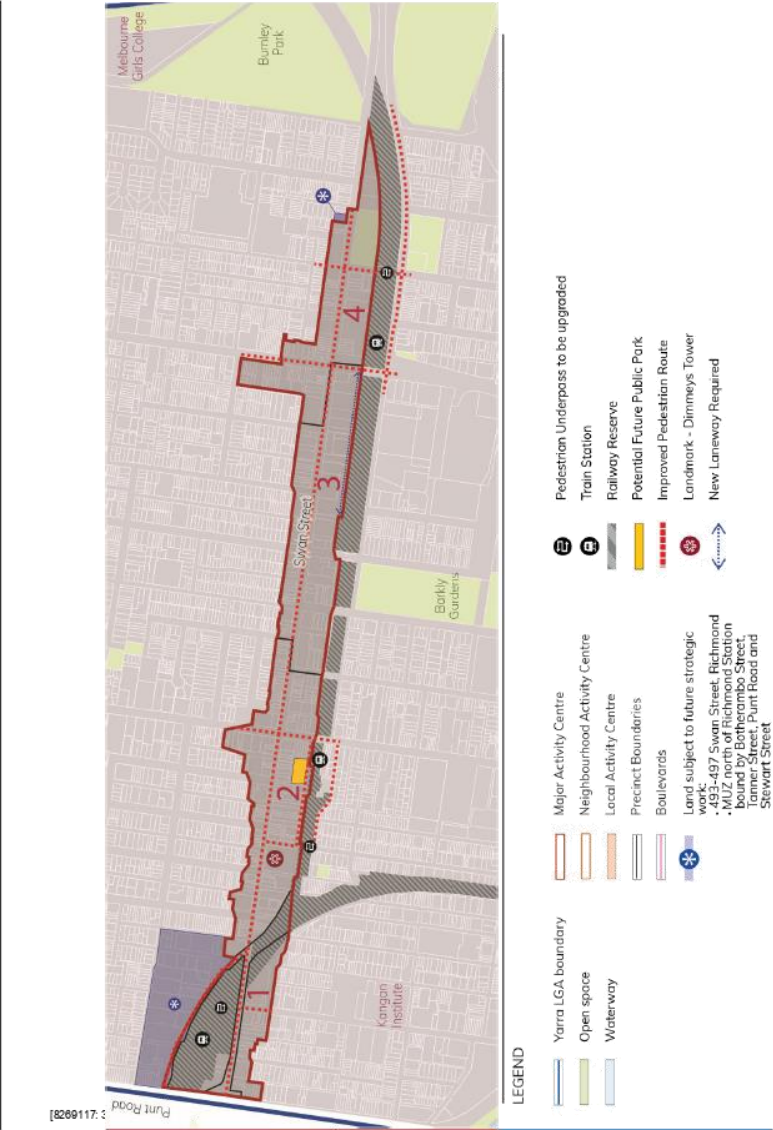 Melbourne
Girls College
Burnley
Park
4
3
Swan Street
Barkly
Gardens
2
1
Kangan
Institute
Punt Road
[8269117: 3
LEGEND
Yarra LGA boundary
Open space
Waterway
Major Activity Centre
Neighbourhood Activity Centre
Local Activity Centre
Precinct Boundaries
Boulevards
Land subject to future strategic
work:
• 493-497 Swan Street, Richmond
• MUZ north of Richmond Station
bound by Botherambo Street,
Tanner Street, Punt Road and
Stewart Street
Pedestrian Underpass to be upgraded
Train Station
Railway Reserve
Potential Future Public Park
Improved Pedestrian Route
Landmark - Dimmeys Tower
New Laneway Required